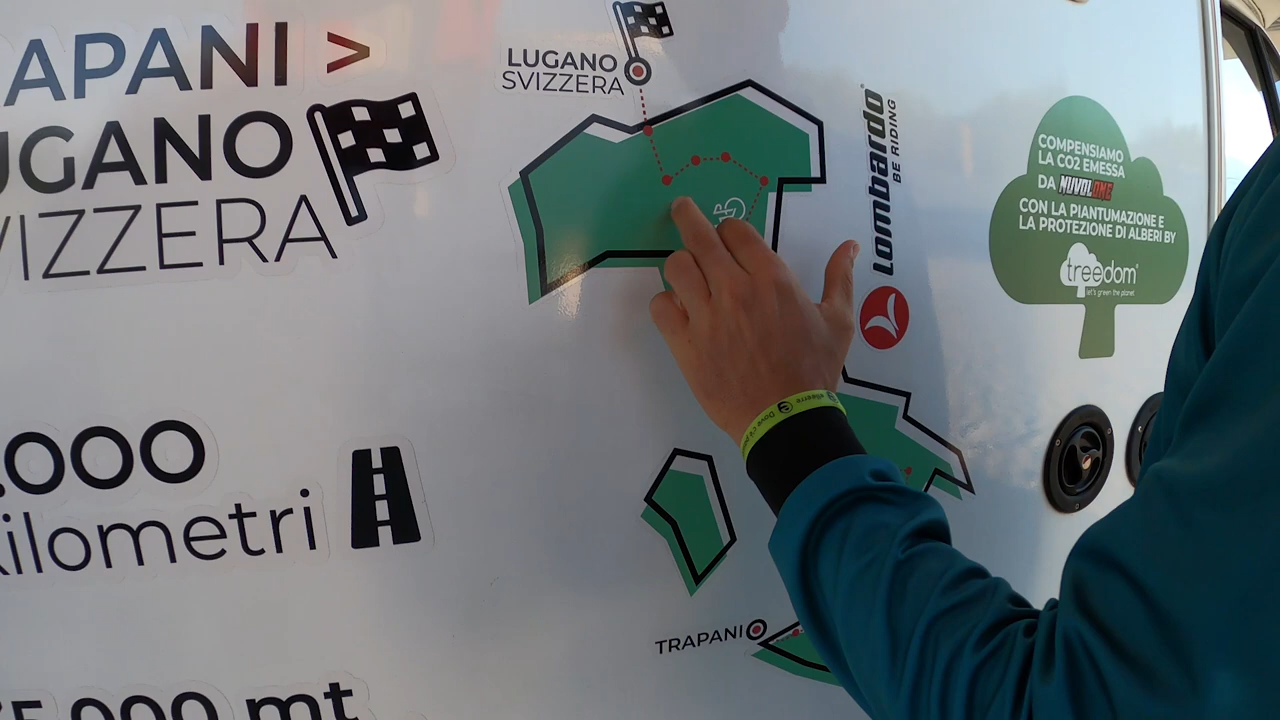 APANI >
UGANO
VIZZERA
.000
kilometri
5.000 mt
LUGANO
SVIZZERA
Lombardo
BE RIDING
COMPENSIAMO
LA CO2 EMESSA
DA NUVOLONE
CON LA PIANTUMAZIONE E
LA PROTEZIONE DI ALBERI BY
treedom
let's green the planet
TRAPANI